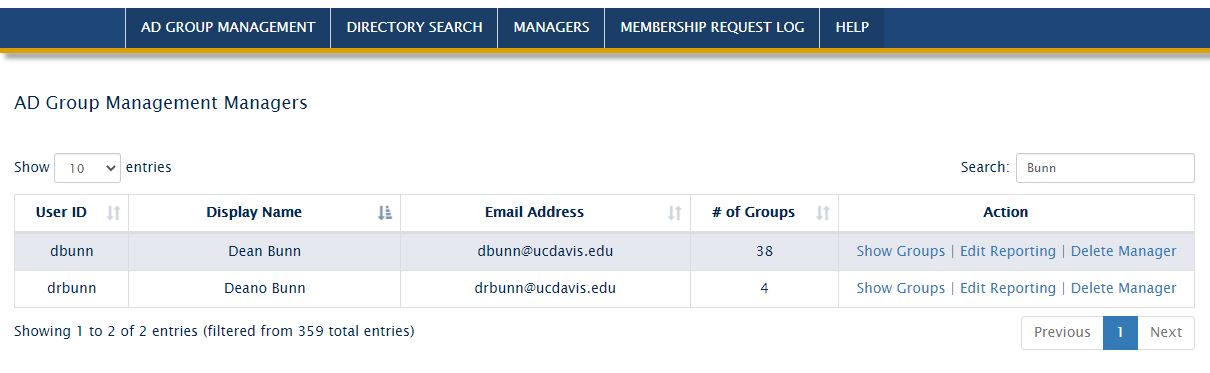 AD GROUP MANAGEMENT DIRECTORY SEARCH MANAGERS MEMBERSHIP REQUEST LOG HELP
AD Group Management Managers
Show 10 entries Search: Bunn
User ID Display Name Email Address # of Groups Action
dbunn Dean Bunn dbunn@ucdavis.edu 38 Show Groups | Edit Reporting | Delete Manager
drbunn Deano Bunn drbunn@ucdavis.edu 4 Show Groups | Edit Reporting | Delete Manager
Showing 1 to 2 of 2 entries (filtered from 359 total entries) Previous 1 Next